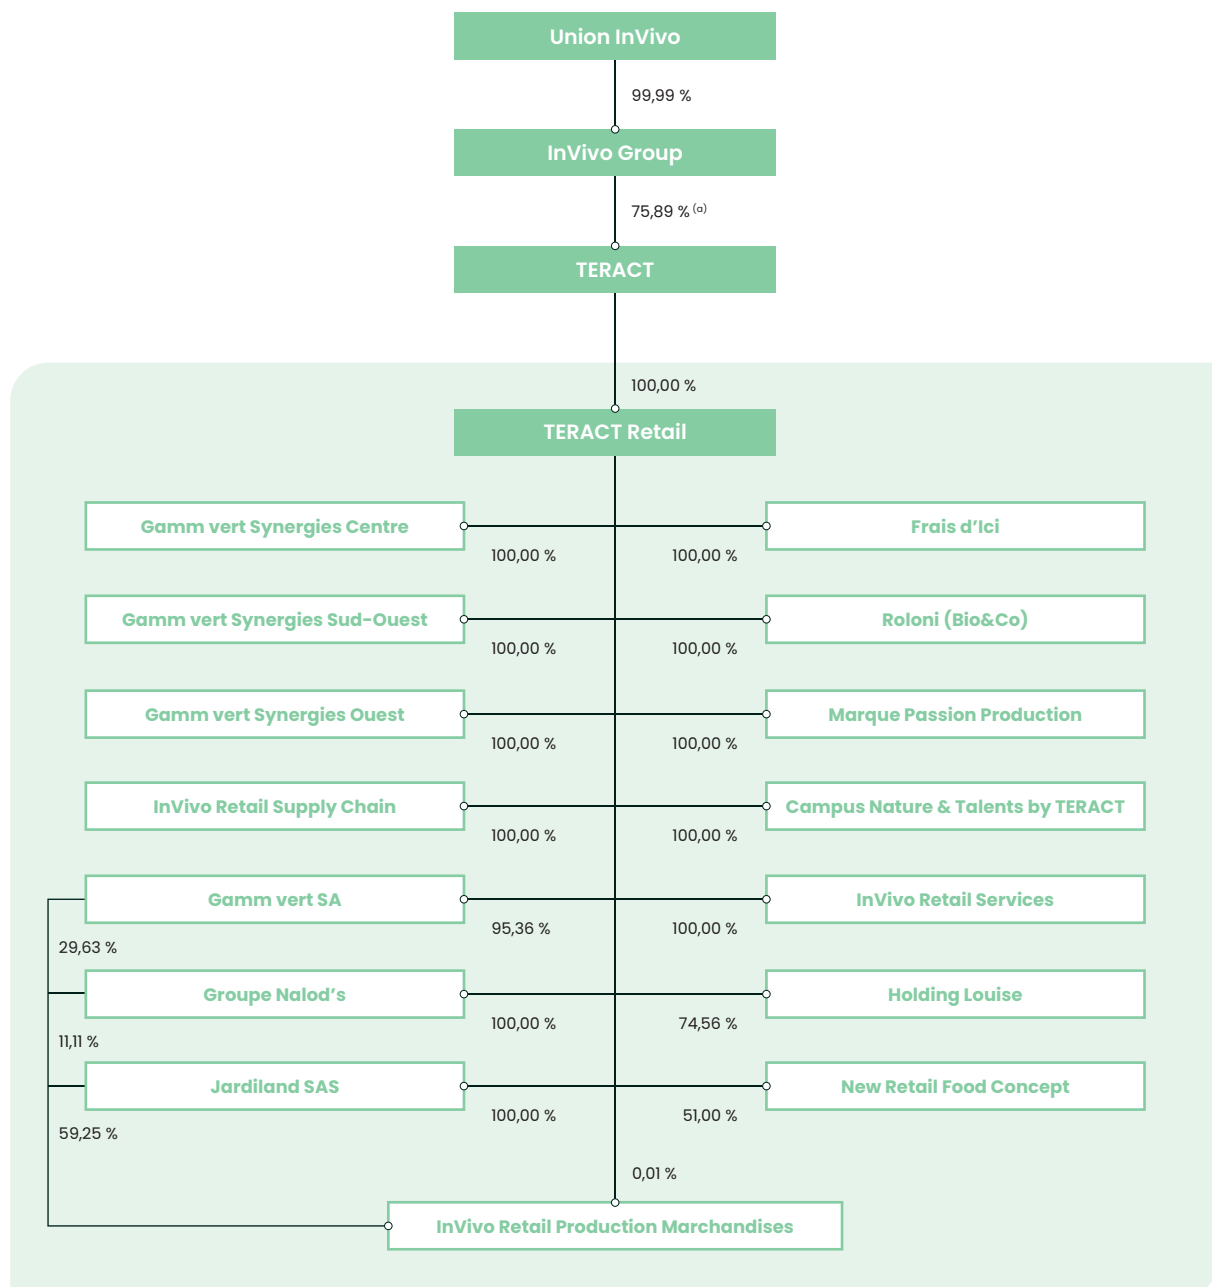 Union InVivo
99,99 %
InVivo Group
75,89 % (a)
TERACT
100,00 %
TERACT Retail
Gamm vert Synergies Centre
Frais d’Ici
100,00 %
100,00 %
Gamm vert Synergies Sud-Ouest
Roloni (Bio&Co)
100,00 %
100,00 %
Gamm vert Synergies Ouest
Marque Passion Production
100,00 %
100,00 %
InVivo Retail Supply Chain
Campus Nature & Talents by TERACT
100,00 %
100,00 %
Gamm vert SA
InVivo Retail Services
95,36 %
100,00 %
29,63 %
Groupe Nalod’s
Holding Louise
100,00 %
74,56 %
11,11 %
Jardiland SAS
New Retail Food Concept
100,00 %
51,00 %
59,25 %
0,01 %
InVivo Retail Production Marchandises